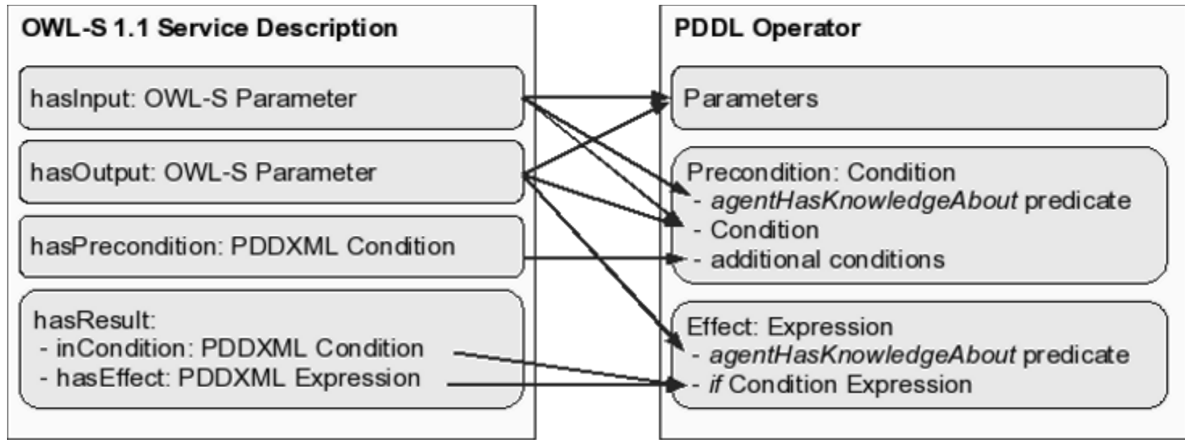 OWL-S 1.1 Service Description
hasInput: OWL-S Parameter
hasOutput: OWL-S Parameter
hasPrecondition: PDDXML Condition
hasResult:
- inCondition: PDDXML Condition
- hasEffect: PDDXML Expression
PDDL Operator
Parameters
Precondition: Condition
- agentHasKnowledgeAbout predicate
- Condition
- additional conditions
Effect: Expression
- agentHasKnowledgeAbout predicate
- if Condition Expression